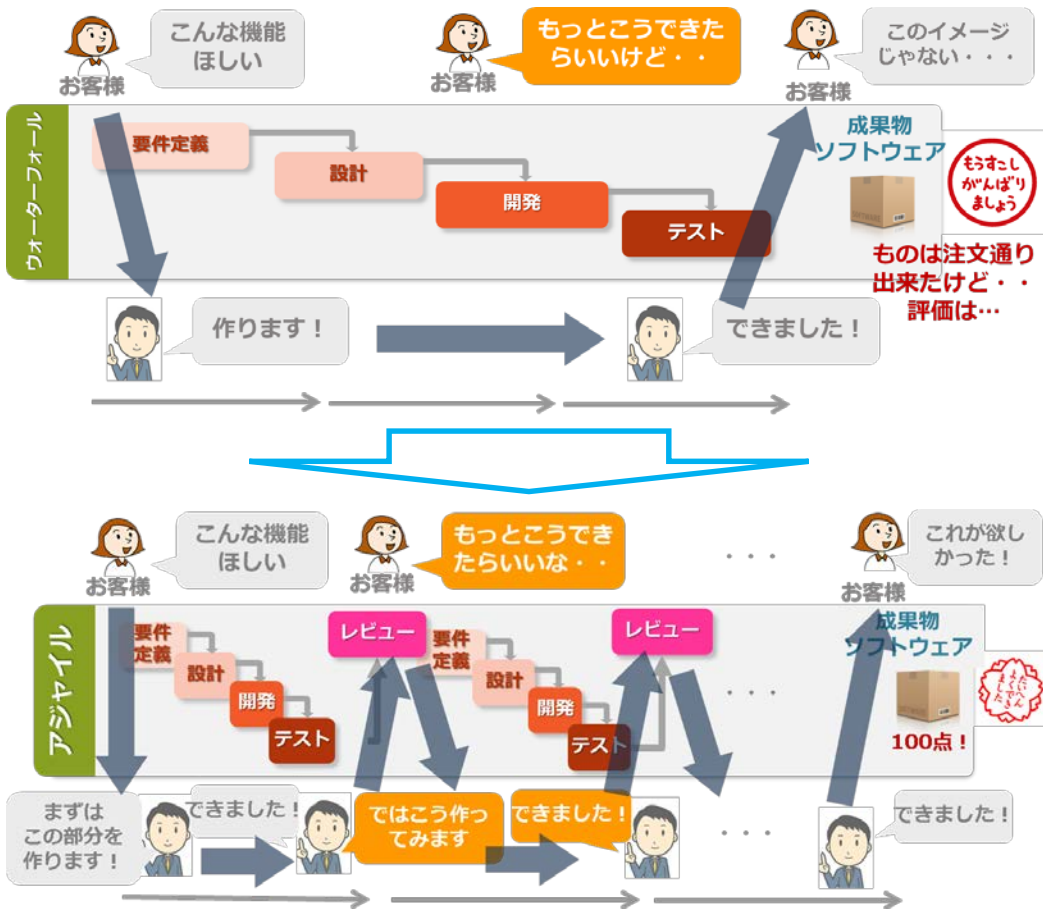 こんな機能
ほしい
お客様
もっとこうできた
らいいけど・・
お客様
このイメージ
じゃない・・・
お客様
ウォーターフォール
要件定義
設計
開発
テスト
成果物
ソフトウェア
もうすこし
がんばり
ましょう
ものは注文通り
出来たけど・・
評価は…
作ります！
できました！
こんな機能
ほしい
お客様
もっとこうでき
たらいいな・・
お客様
・・・
これが欲し
かった！
お客様
アジャイル
要件
定義
設計
開発
テスト
レビュー
要件
定義
設計
開発
テスト
レビュー
・・・
成果物
ソフトウェア
100点！
たいへん
よくでき
ました
まずは
この部分を
作ります！
できました！
ではこう作っ
てみます
できました！
・・・
できました！